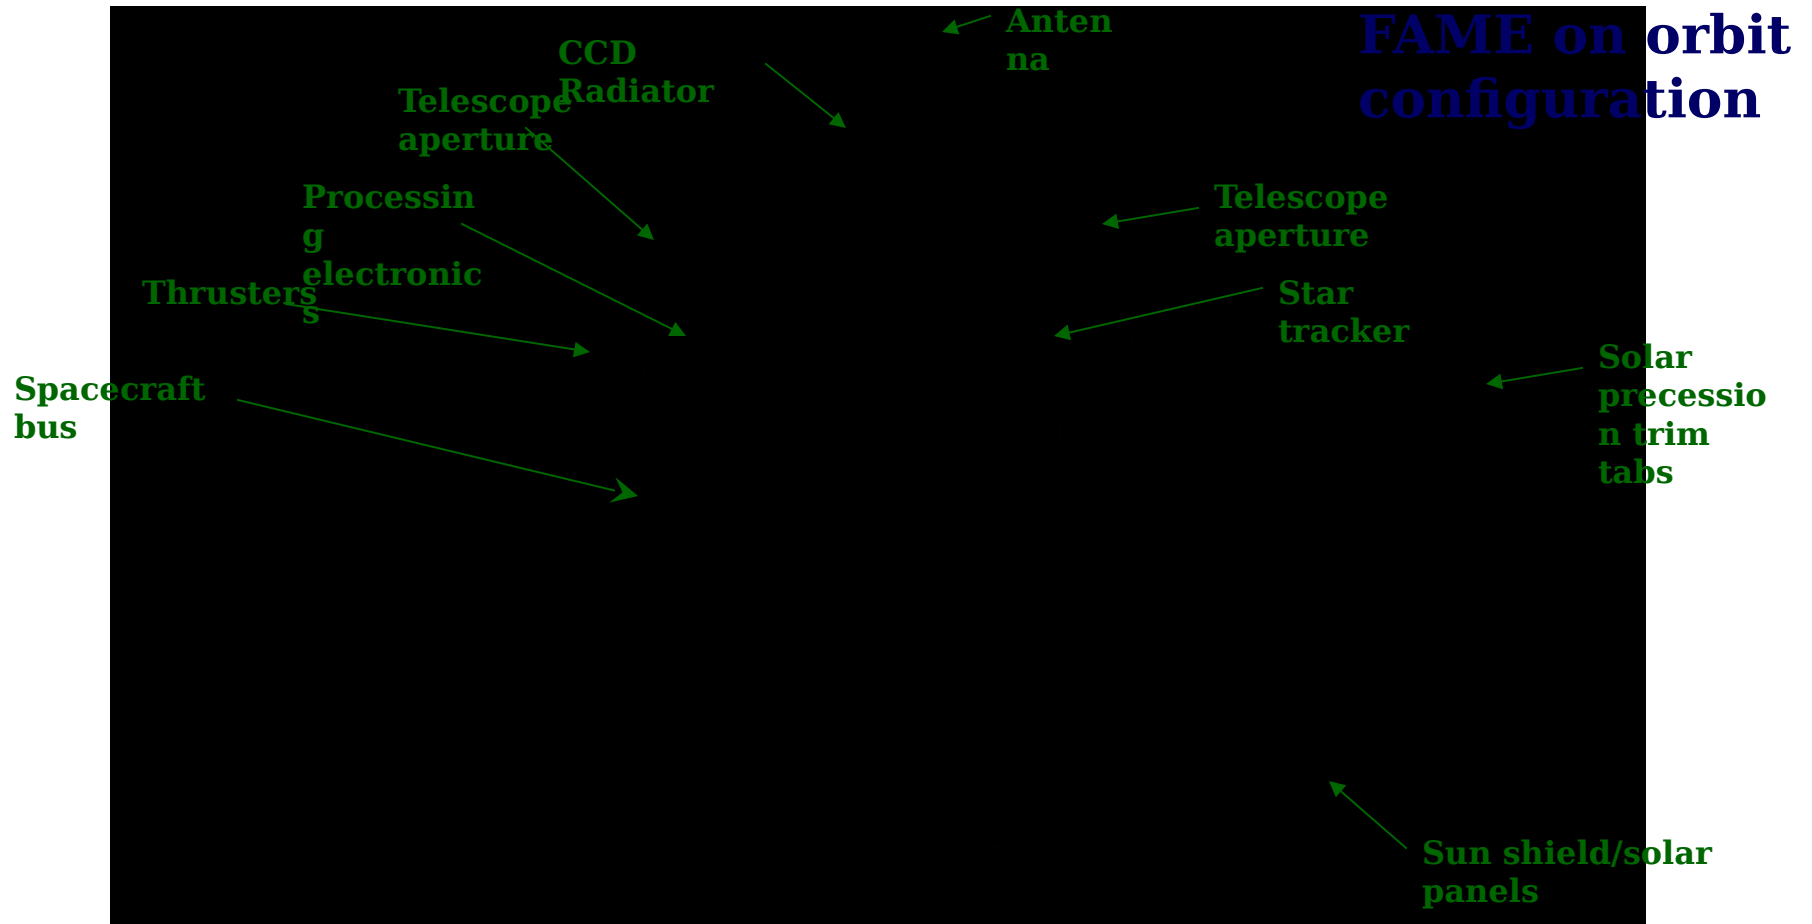 FAME on orbit
configuration
Anten
na
CCD
Radiator
Telescope
aperture
Processin
g
electronic
s
Thrusters
Spacecraft
bus
Telescope
aperture
Star
tracker
Solar
precessio
n trim
tabs
Sun shield/solar
panels